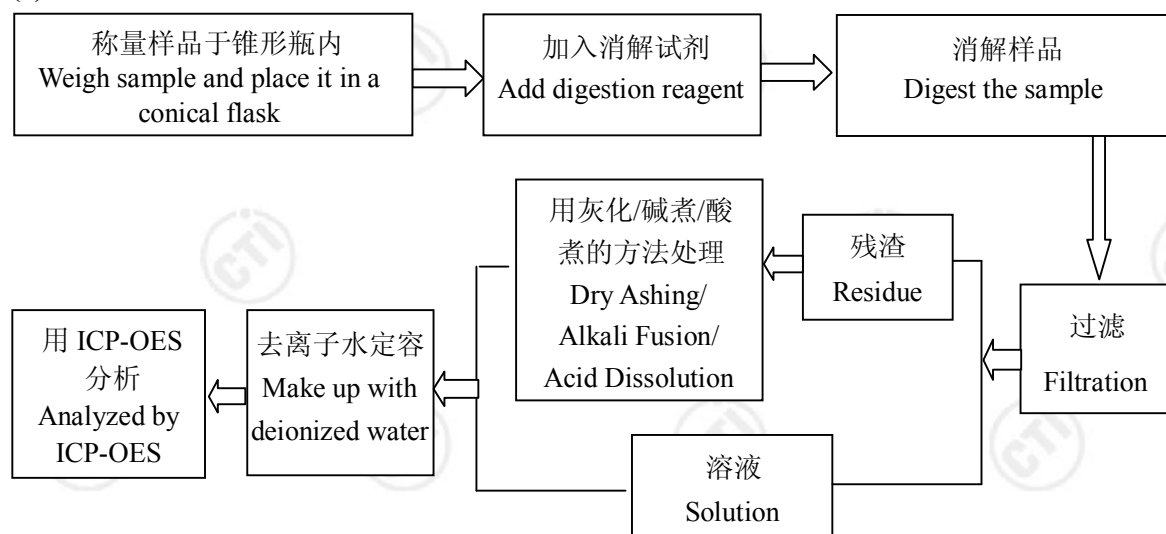 称量样品于锥形瓶内
Weigh sample and place it in a
conical flask
加入消解试剂
Add digestion reagent
消解样品
Digest the sample
过滤
Filtration
残渣
Residue
用灰化/碱煮/酸
煮的方法处理
Dry Ashing/
Alkali Fusion/
Acid Dissolution
溶液
Solution
去离子水定容
Make up with
deionized water
用 ICP-OES
分析
Analyzed by
ICP-OES
CTI
CTI
CTI